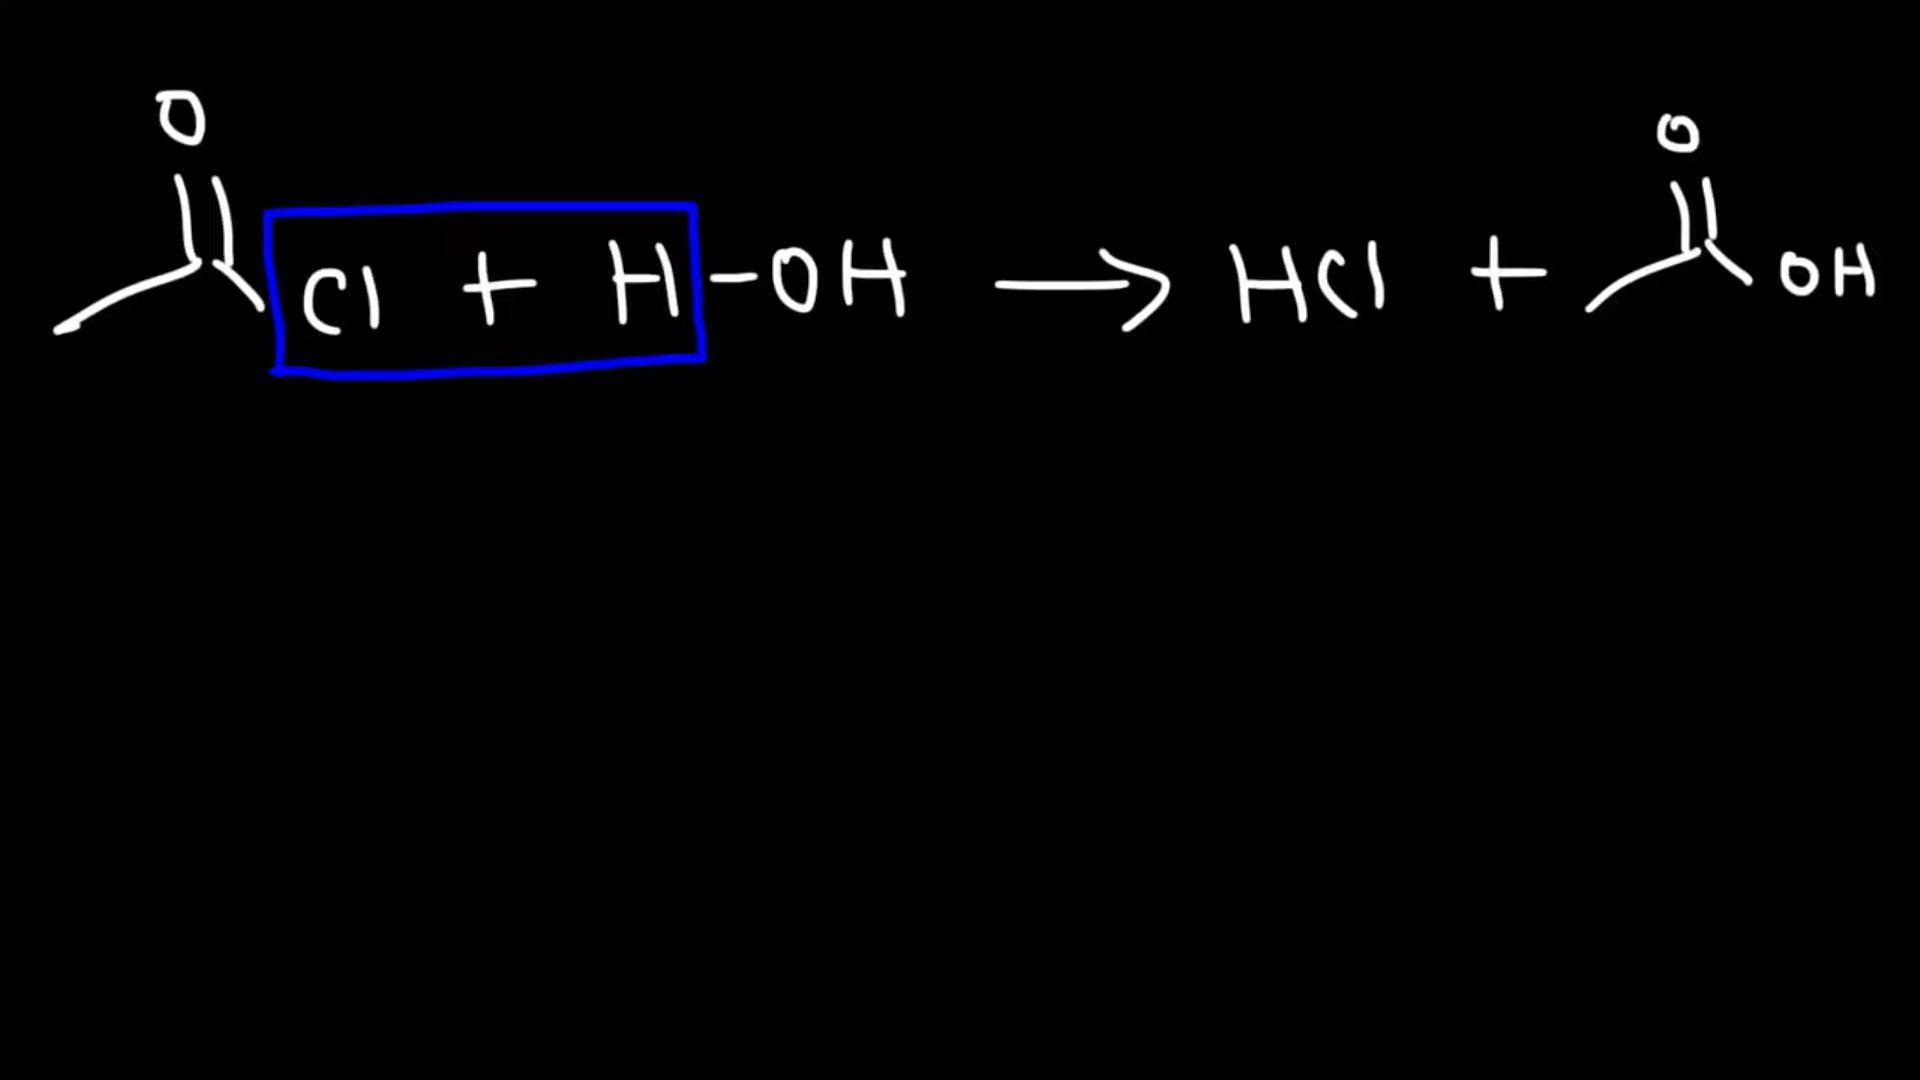 O O
Cl + H-OH → HCl + OH